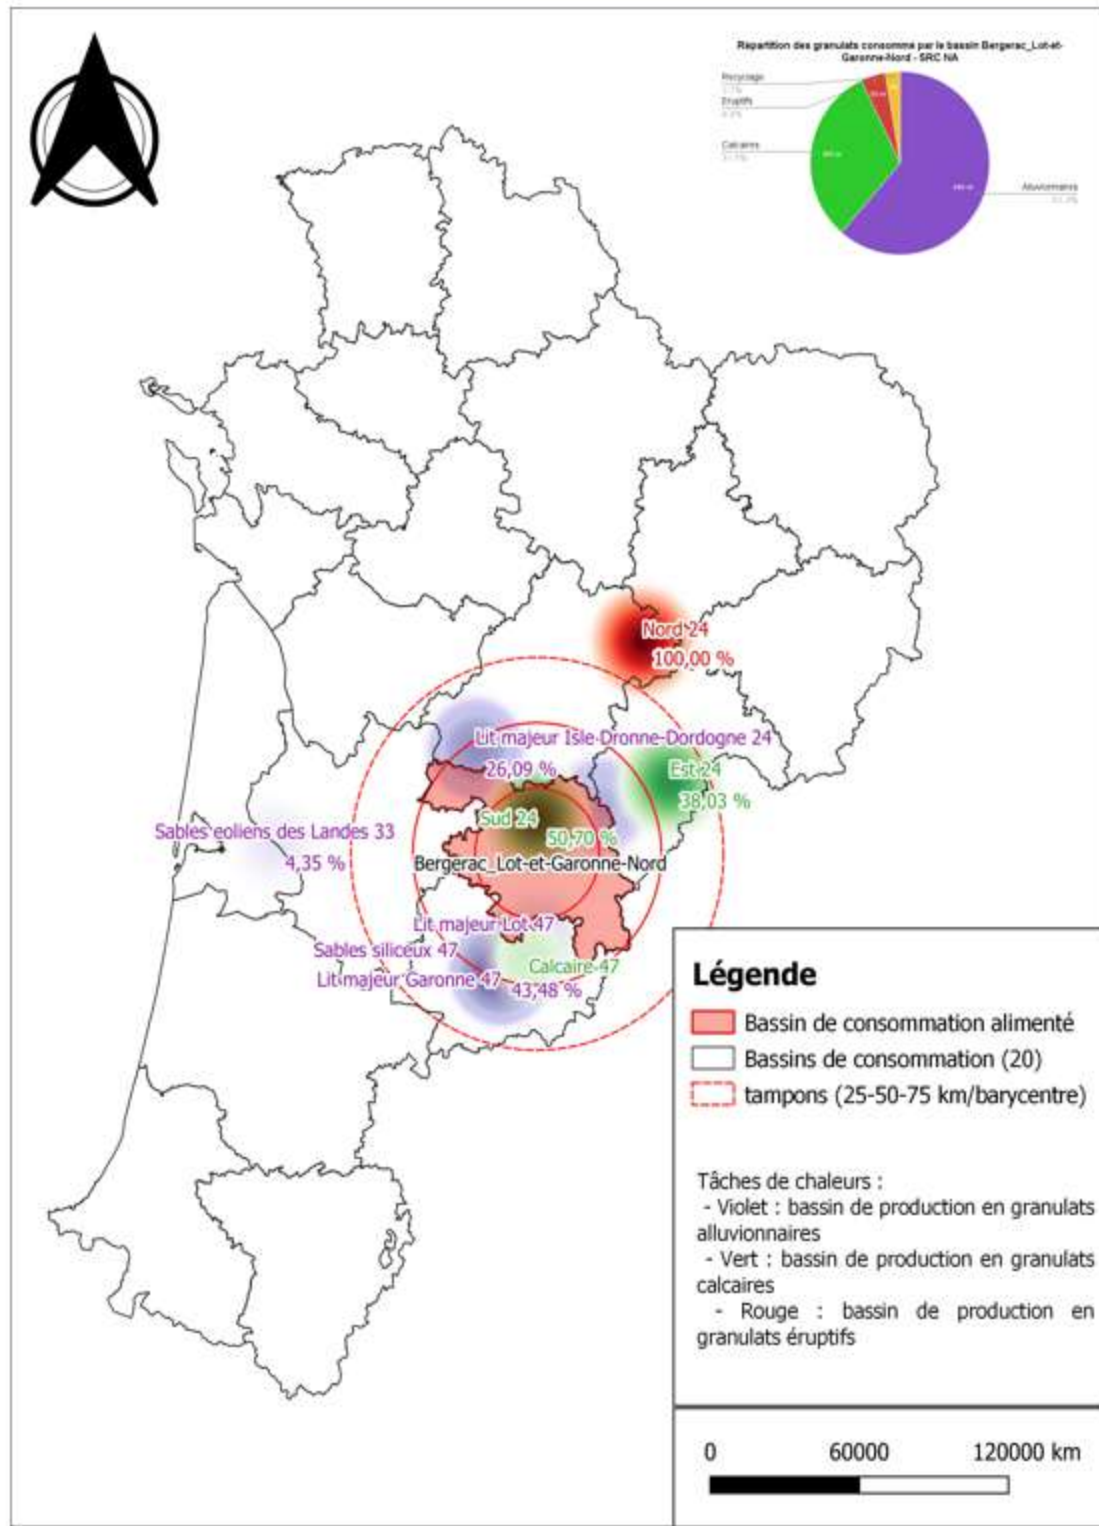 Répartition des granulats consommé par le bassin Bergerac_Lot-et-
Garonne-Nord - SRC NA
Recyclage
Eruptifs
Calcaires
Alluvionnaires
Nord 24
100,00 %
Lit majeur Isle-Dronne-Dordogne 24
26,09 %
Est 24
38,03 %
Sud 24
50,70 %
Sables eoliens des Landes 33
4,35 %
Bergerac_Lot-et-Garonne-Nord
Lit majeur Lot 47
Sables siliceux 47
Calcaire 47
Lit majeur Garonne 47
43,48 %
Légende
Bassin de consommation alimenté
Bassins de consommation (20)
tampons (25-50-75 km/barycentre)
Tâches de chaleurs :
- Violet : bassin de production en granulats
alluvionnaires
- Vert : bassin de production en granulats
calcaires
- Rouge : bassin de production en
granulats éruptifs
0 60000 120000 km